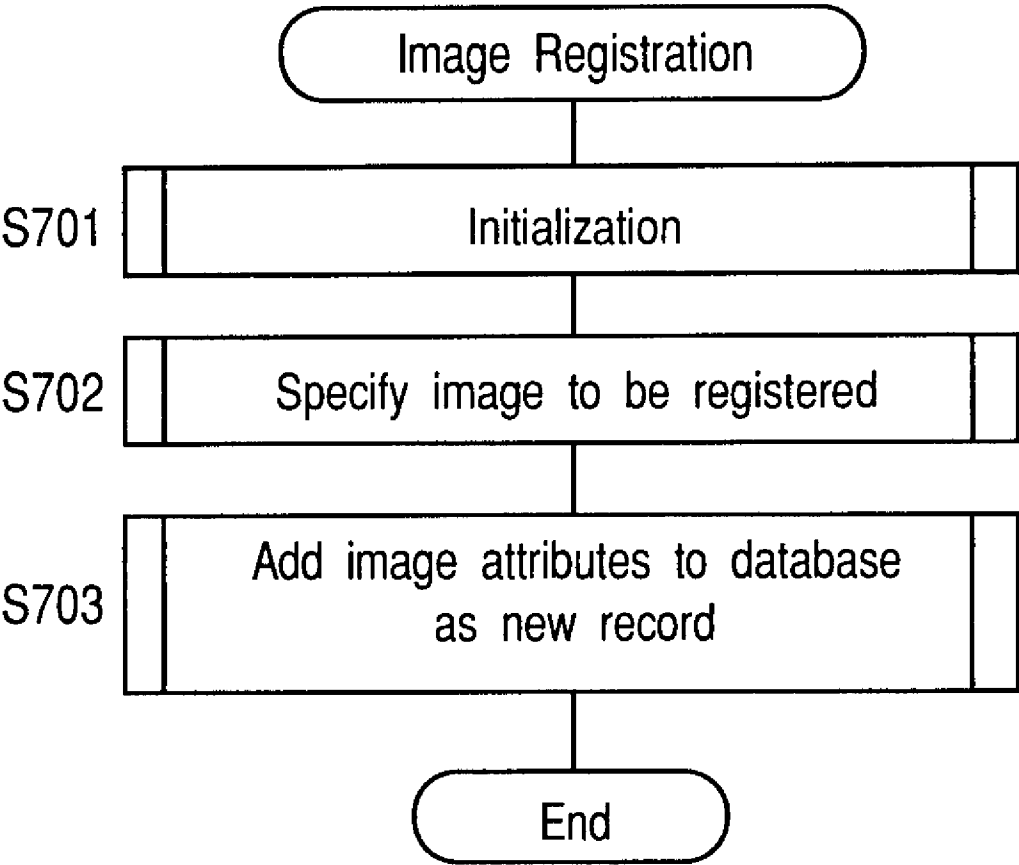 Image Registration
S701
Initialization
S702
Specify image to be registered
S703
Add image attributes to database
as new record
End